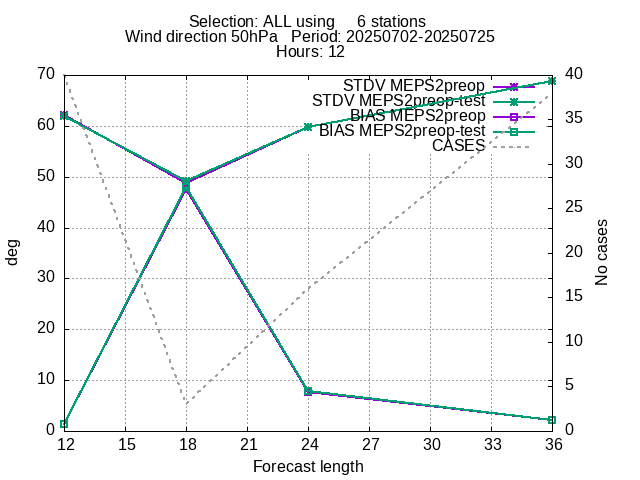 Selection: ALL using     6 stations
Wind direction 50hPa   Period: 20250702-20250725
Hours: 12
STDV MEPS2preop
STDV MEPS2preop-test
BIAS MEPS2preop
BIAS MEPS2preop-test
CASES
70
60
50
40
30
20
10
0
deg
40
35
30
25
20
15
10
5
0
No cases
12 15 18 21 24 27 30 33 36
Forecast length